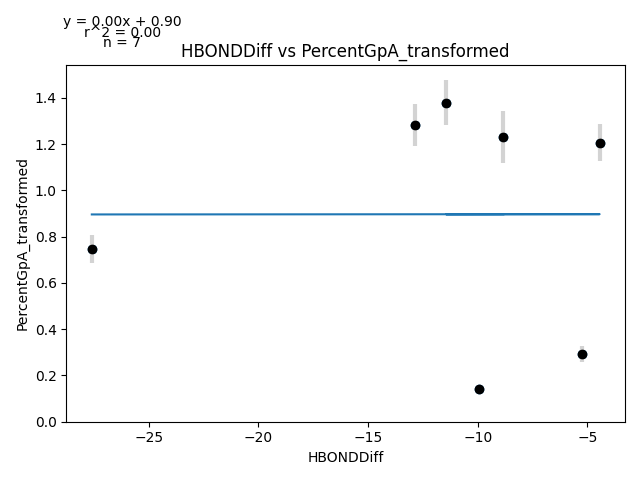 y = 0.00x + 0.90
r^2 = 0.00
n = 7
HBONDDiff vs PercentGpA_transformed
1.4
1.2
1.0
0.8
0.6
0.4
0.2
0.0
PercentGpA_transformed
−25 −20 −15 −10 −5
HBONDDiff